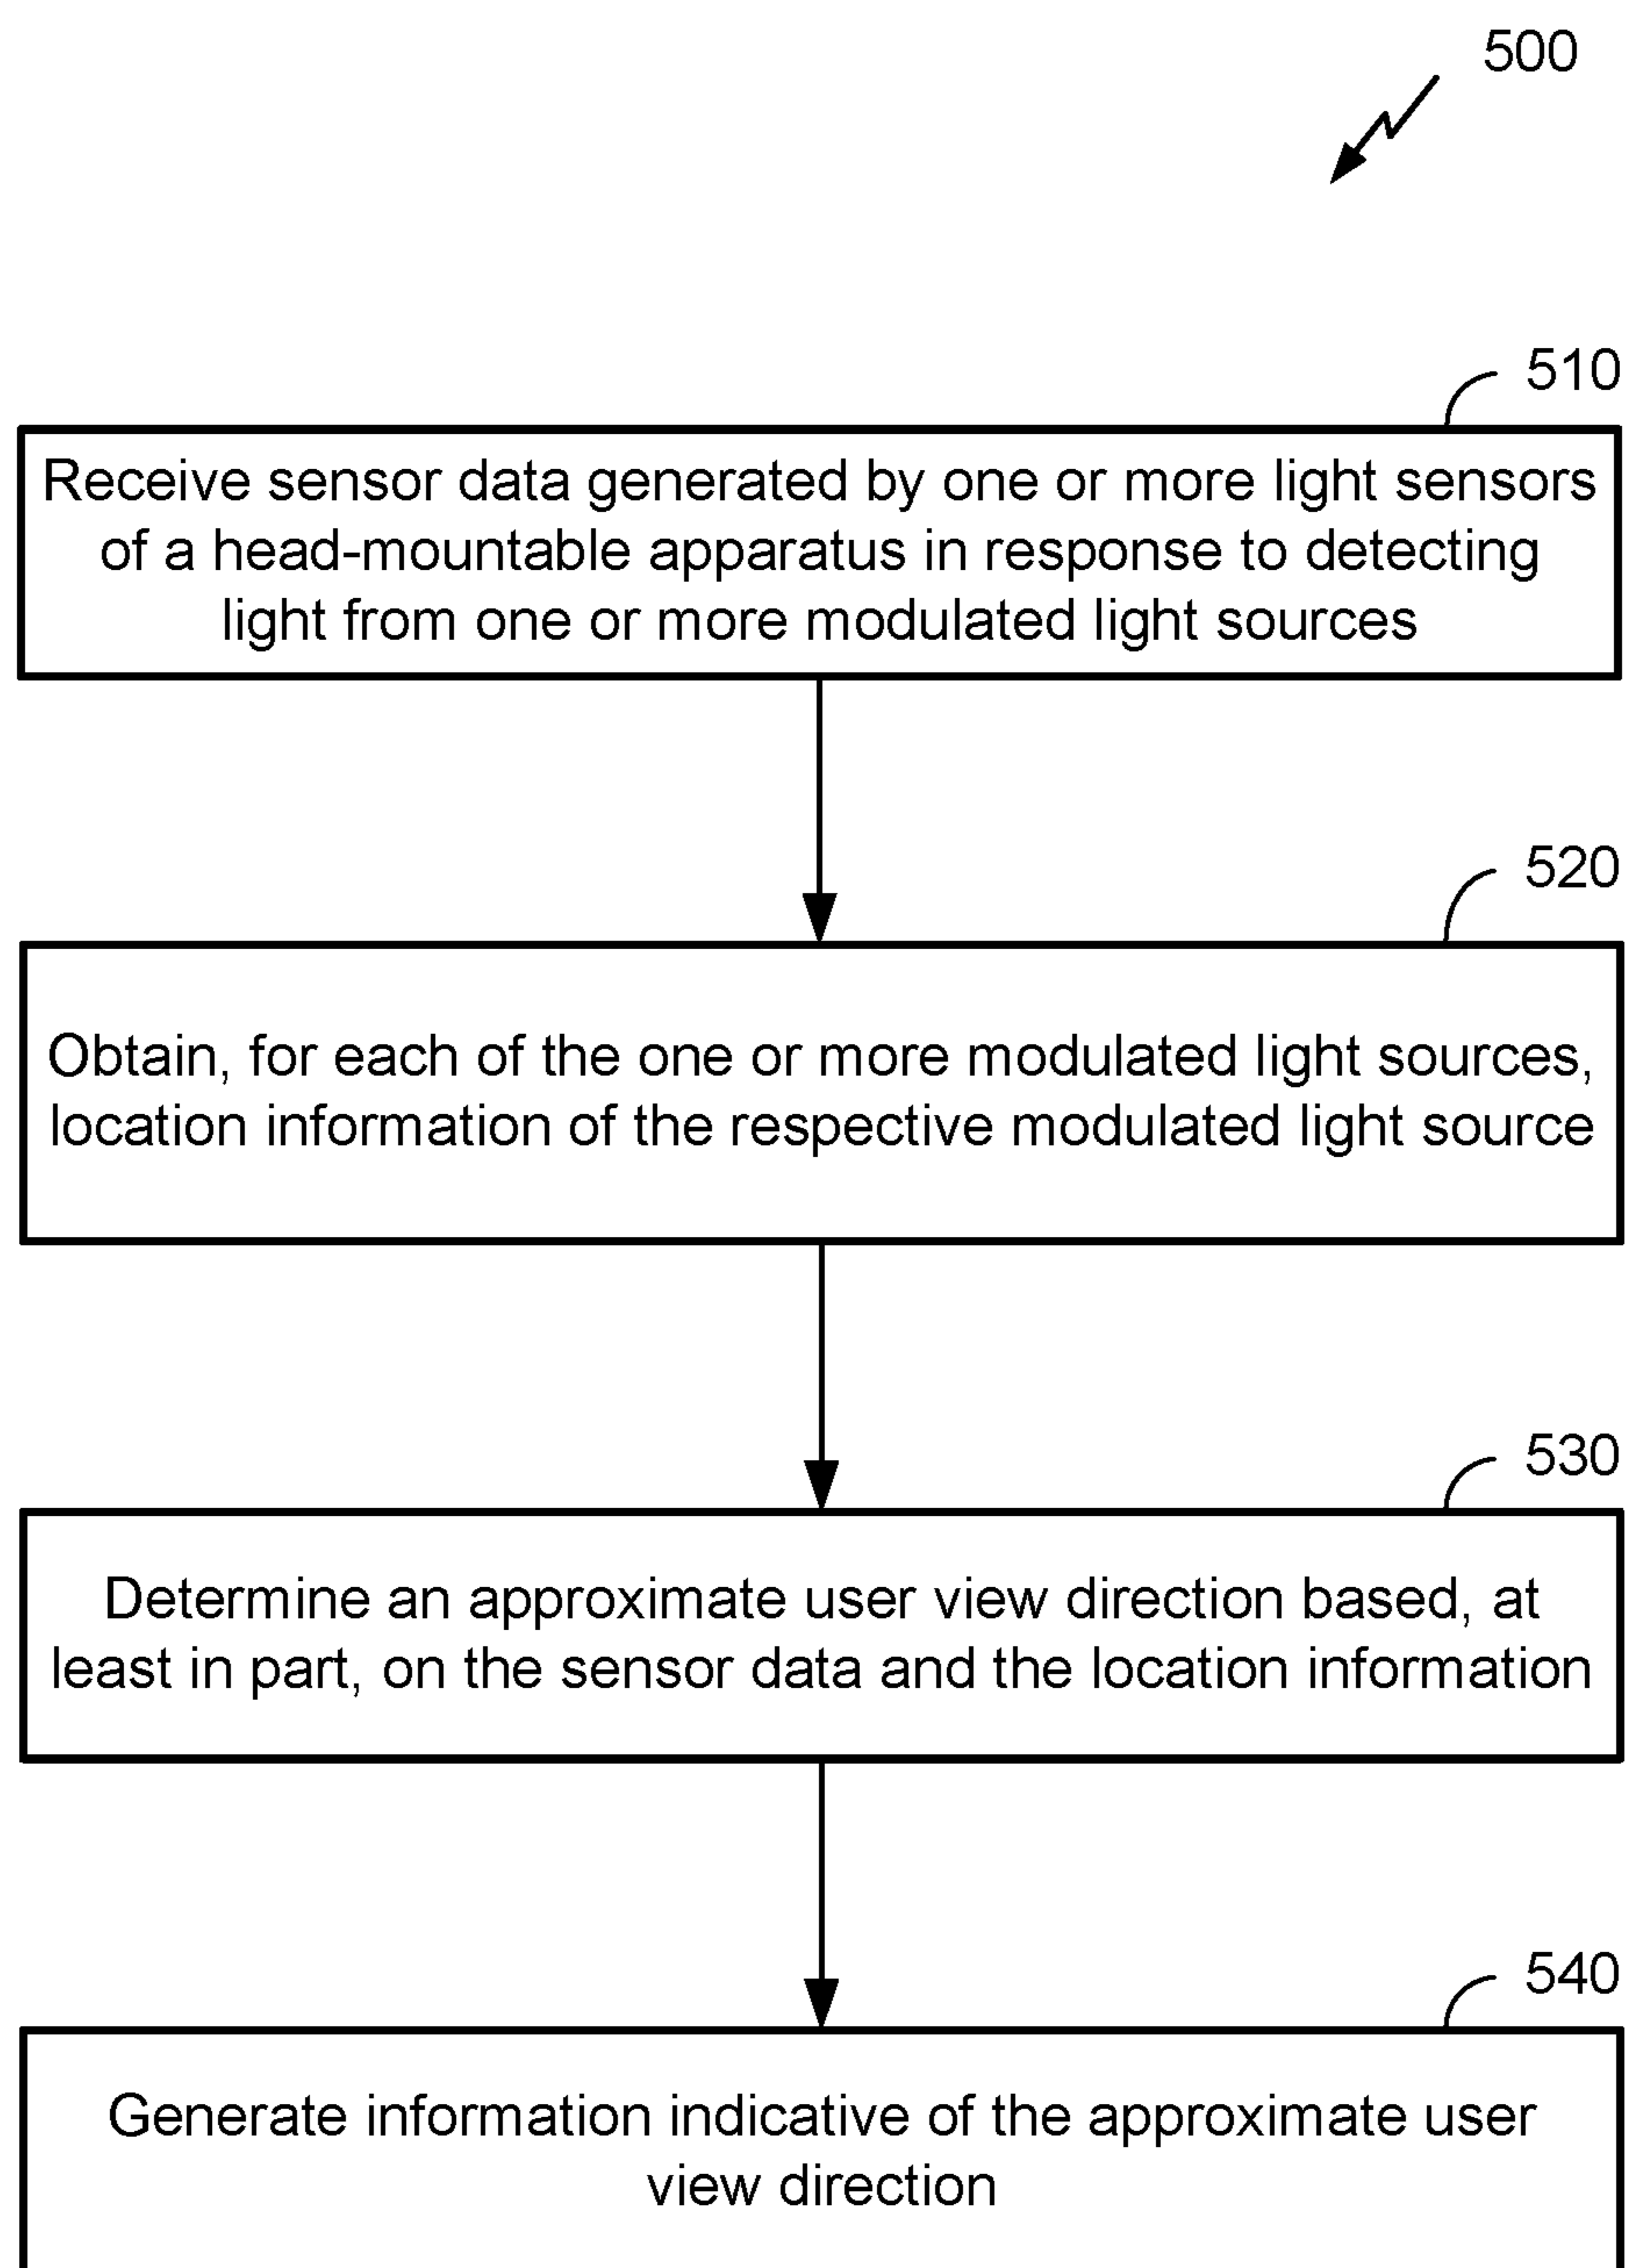 500
510
Receive sensor data generated by one or more light sensors
of a head-mountable apparatus in response to detecting
light from one or more modulated light sources
520
Obtain, for each of the one or more modulated light sources,
location information of the respective modulated light source
530
Determine an approximate user view direction based, at
least in part, on the sensor data and the location information
540
Generate information indicative of the approximate user
view direction